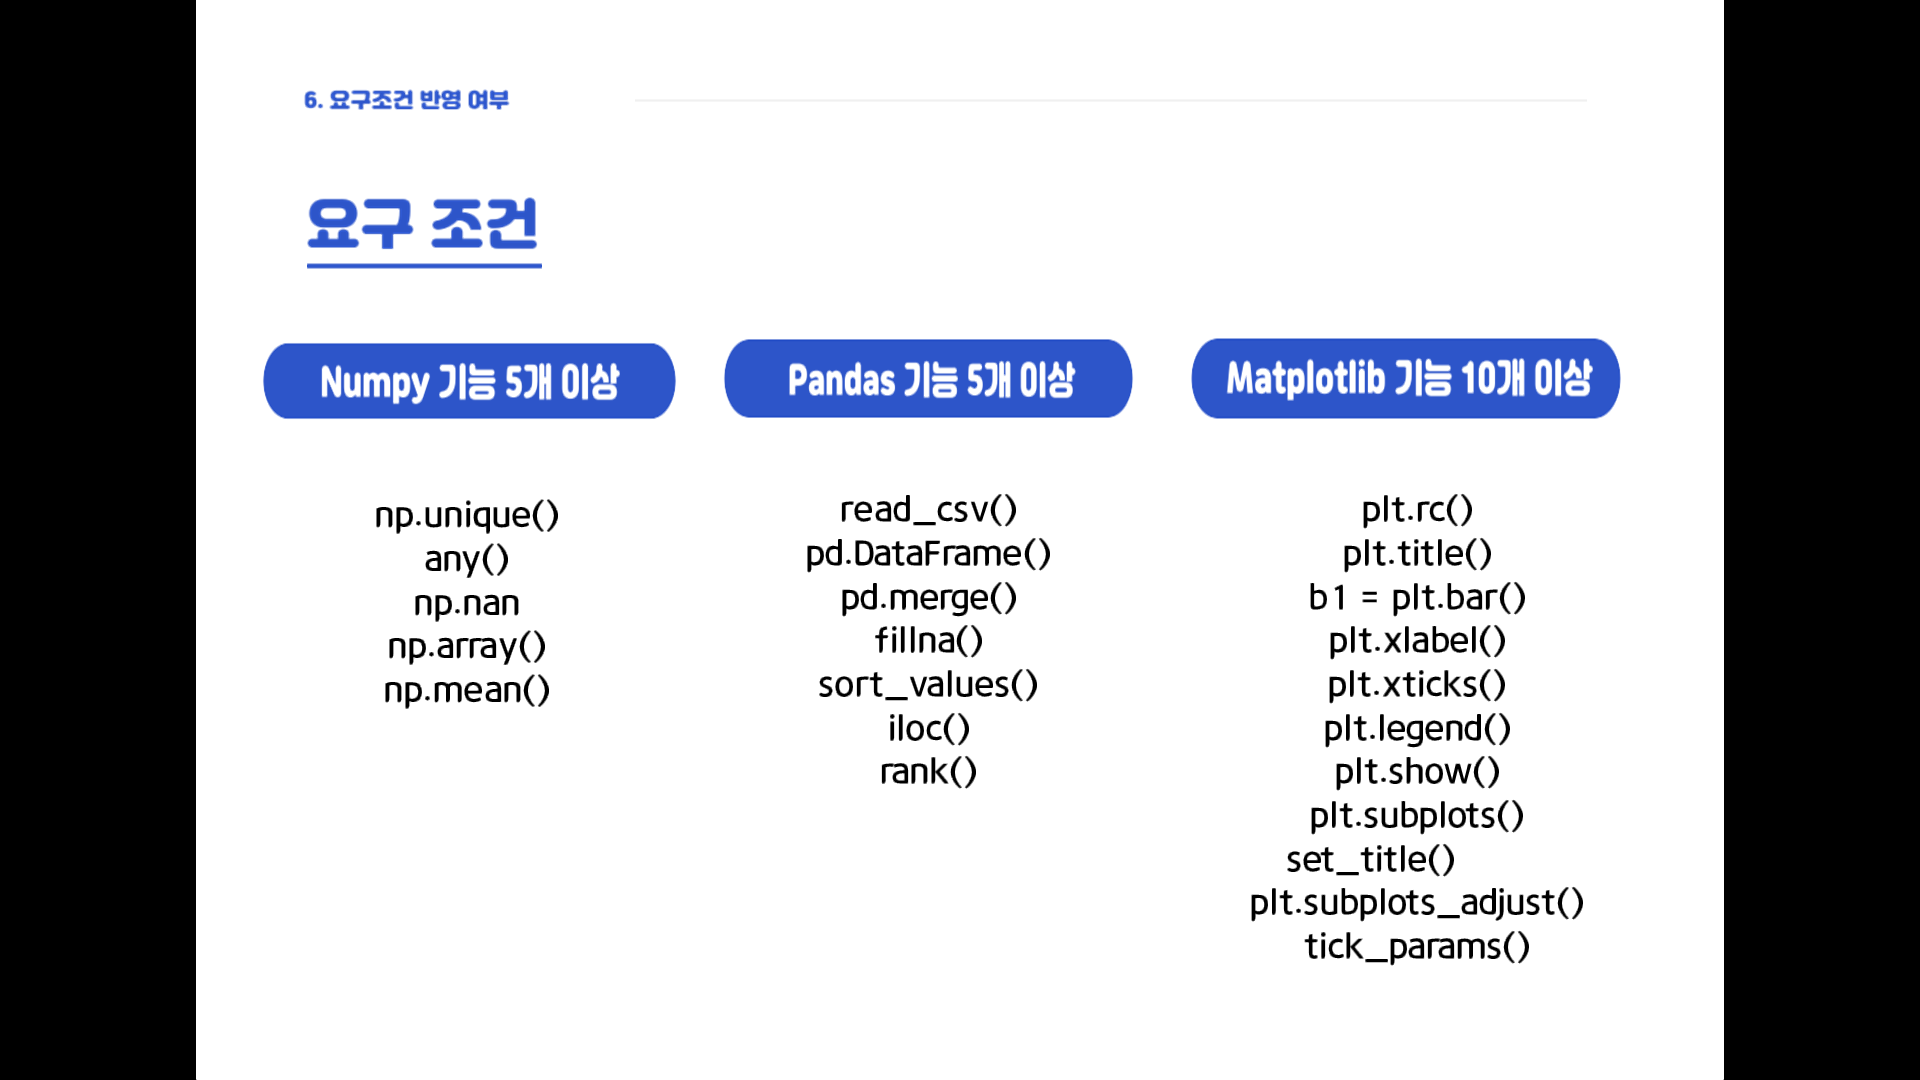 6. 요구조건 반영 여부
요구 조건
Numpy 기능 5개 이상
np.unique()
any()
np.nan
np.array()
np.mean()
Pandas 기능 5개 이상
read_csv()
pd.DataFrame()
pd.merge()
fillna()
sort_values()
iloc()
rank()
Matplotlib 기능 10개 이상
plt.rc()
plt.title()
b1 = plt.bar()
plt.xlabel()
plt.xticks()
plt.legend()
plt.show()
plt.subplots()
set_title()
plt.subplots_adjust()
tick_params()